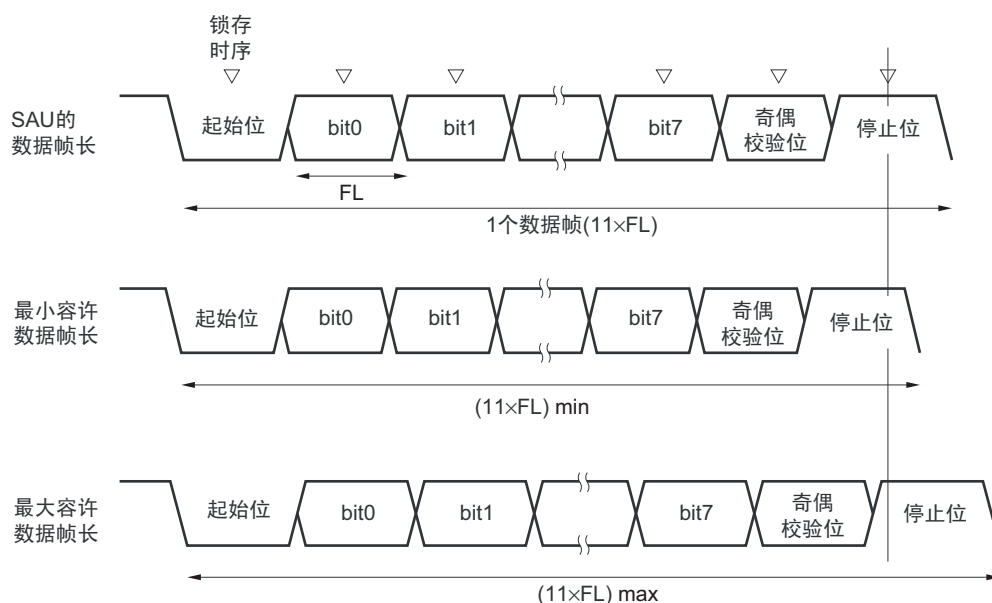 锁存
时序
SAU的
数据帧长
起始位
bit0
bit1
bit7
奇偶
校验位
停止位
FL
1个数据帧(11×FL)
最小容许
数据帧长
起始位
bit0
bit1
bit7
奇偶
校验位
停止位
(11×FL) min
最大容许
数据帧长
起始位
bit0
bit1
bit7
奇偶
校验位
停止位
(11×FL) max